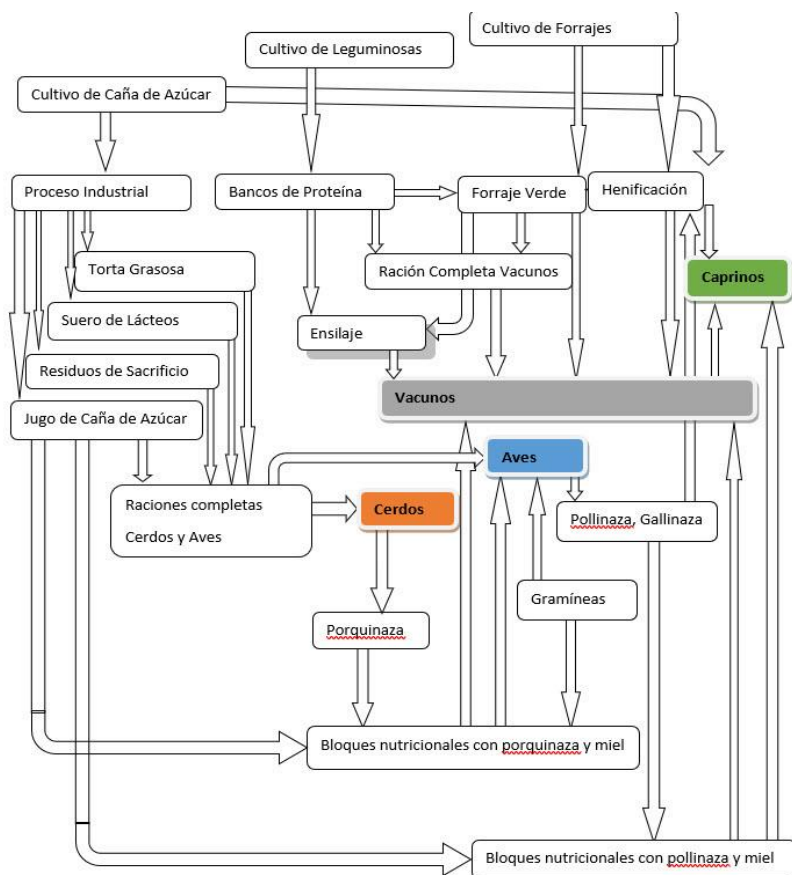 Cultivo de Forrajes
Cultivo de Leguminosas
Cultivo de Caña de Azúcar
Proceso Industrial
Bancos de Proteína
Forraje Verde
Henificación
Torta Grasosa
Ración Completa Vacunos
Caprinos
Suero de Lácteos
Ensilaje
Residuos de Sacrificio
Vacunos
Jugo de Caña de Azúcar
Aves
Raciones completas
Cerdos y Aves
Cerdos
Pollinaza, Gallinaza
Gramíneas
Porquinaza
Bloques nutricionales con porquinaza y miel
Bloques nutricionales con pollinaza y miel